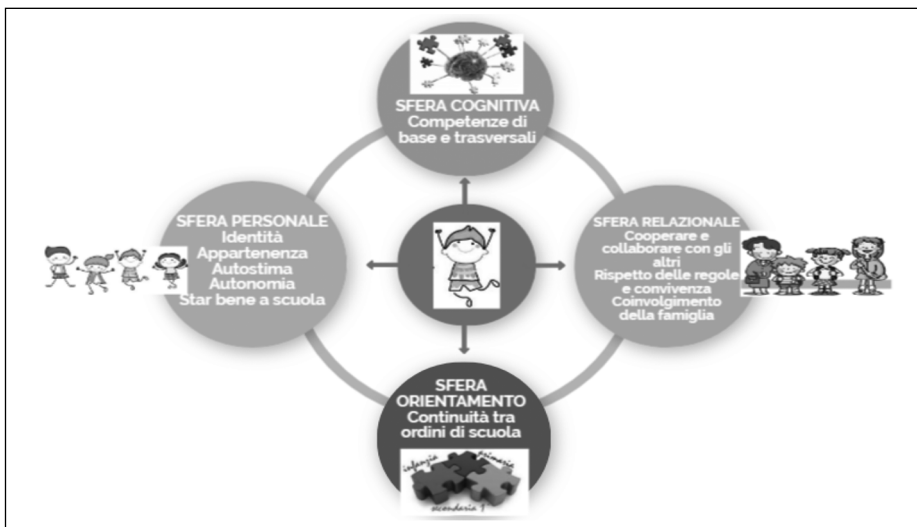 SFERA COGNITIVA
Competenze di
base e trasversali
SFERA PERSONALE
Identità
Appartenenza
Autostima
Autonomia
Star bene a scuola
SFERA RELAZIONALE
Cooperare e
collaborare con gli
altri
Rispetto delle regole
e convivenza
Coinvolgimento
della famiglia
SFERA
ORIENTAMENTO
Continuità tra
ordini di scuola
infanzia
primaria
secondaria 1°